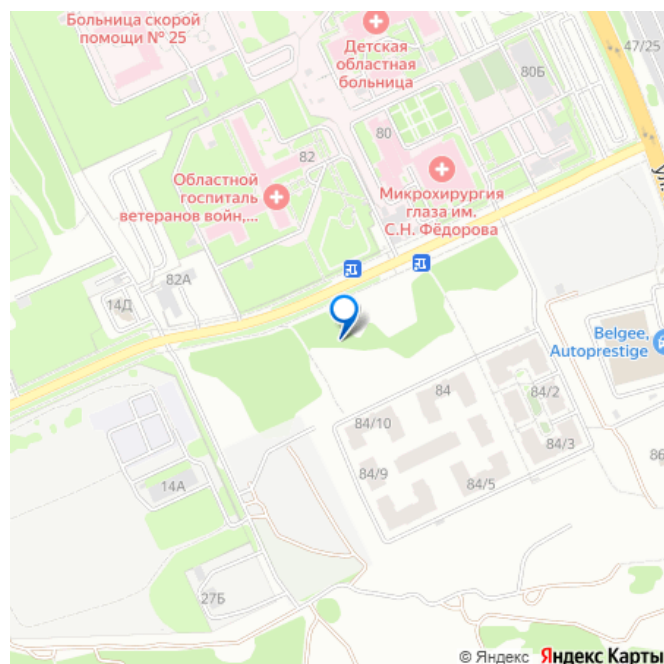 Больница скорой
помощи № 25
Детская
областная
больница
47/25
80Б
80
82
Областной
госпиталь
ветеранов войн,...
Микрохирургия
глаза им.
С.Н. Фёдорова
ул
82А
14Д
Belgee,
Autoprestige
84
84/10
84/2
84/3
84/9
84/5
86
14А
27Б
© Яндекс Яндекс Карты